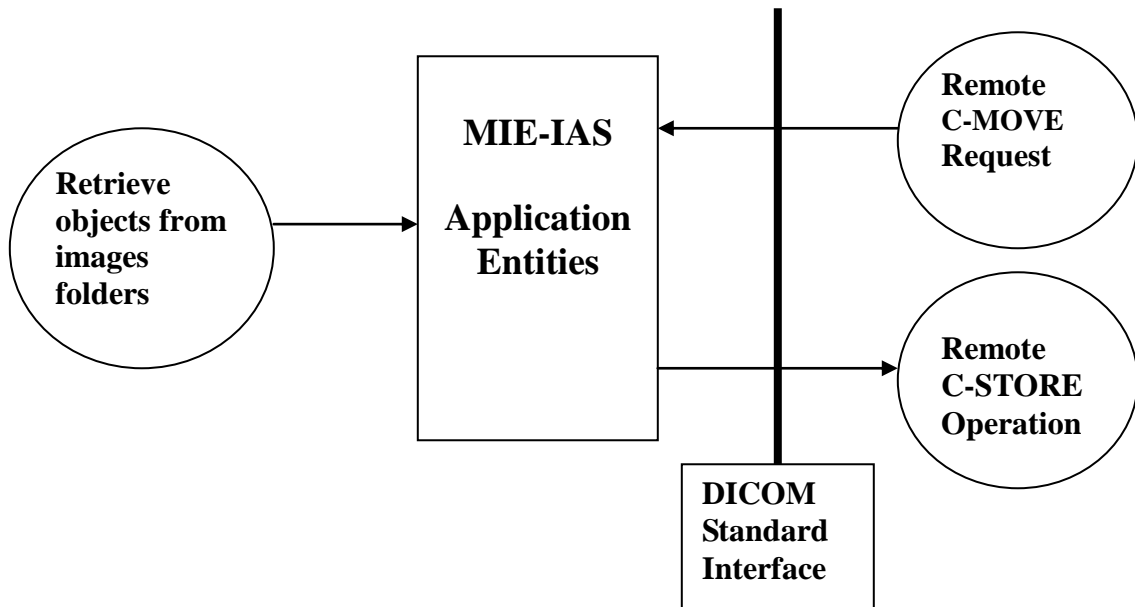 Retrieve
objects from
images
folders
MIE-IAS
Application
Entities
Remote
C-MOVE
Request
Remote
C-STORE
Operation
DICOM
Standard
Interface